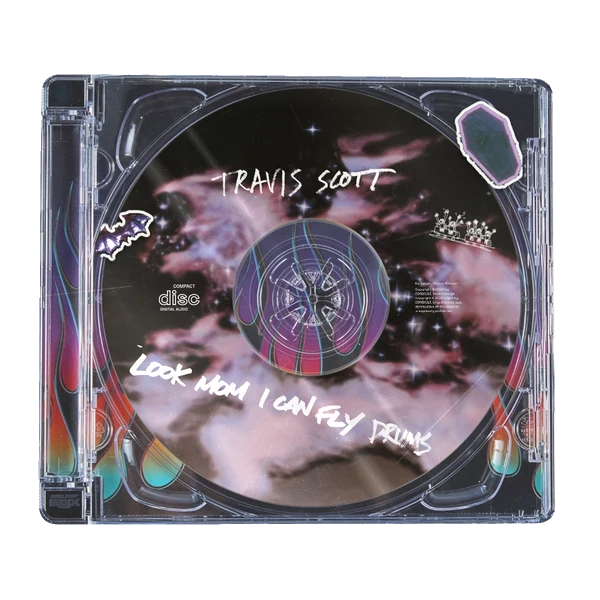 TRAVIS SCOTT
COMPACT
disc
DIGITAL AUDIO
LOOK MOM I CAN FLY DRUMS